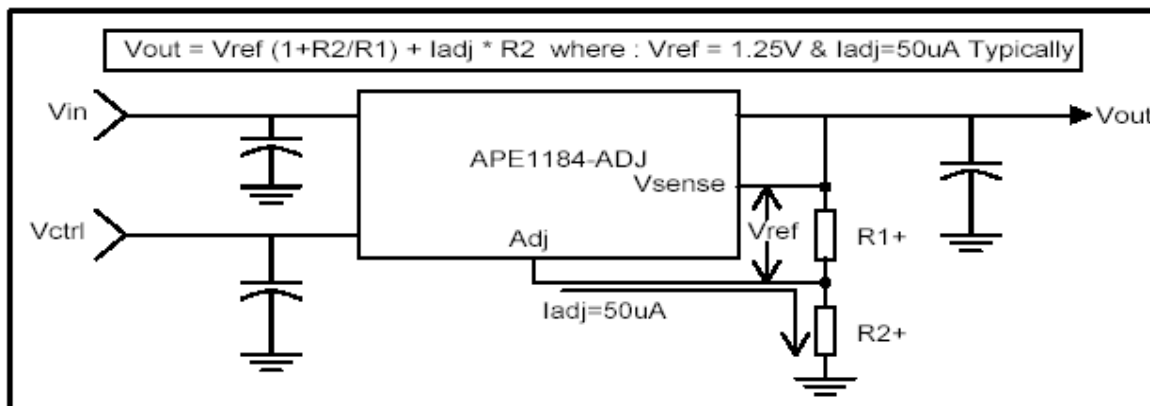 Vout = Vref (1+R2/R1) + Iadj * R2 where : Vref = 1.25V & Iadj=50uA Typically
Vin
Vout
APE1184-ADJ
Vsense
Vctrl
Adj
Vref
R1+
Iadj=50uA
R2+